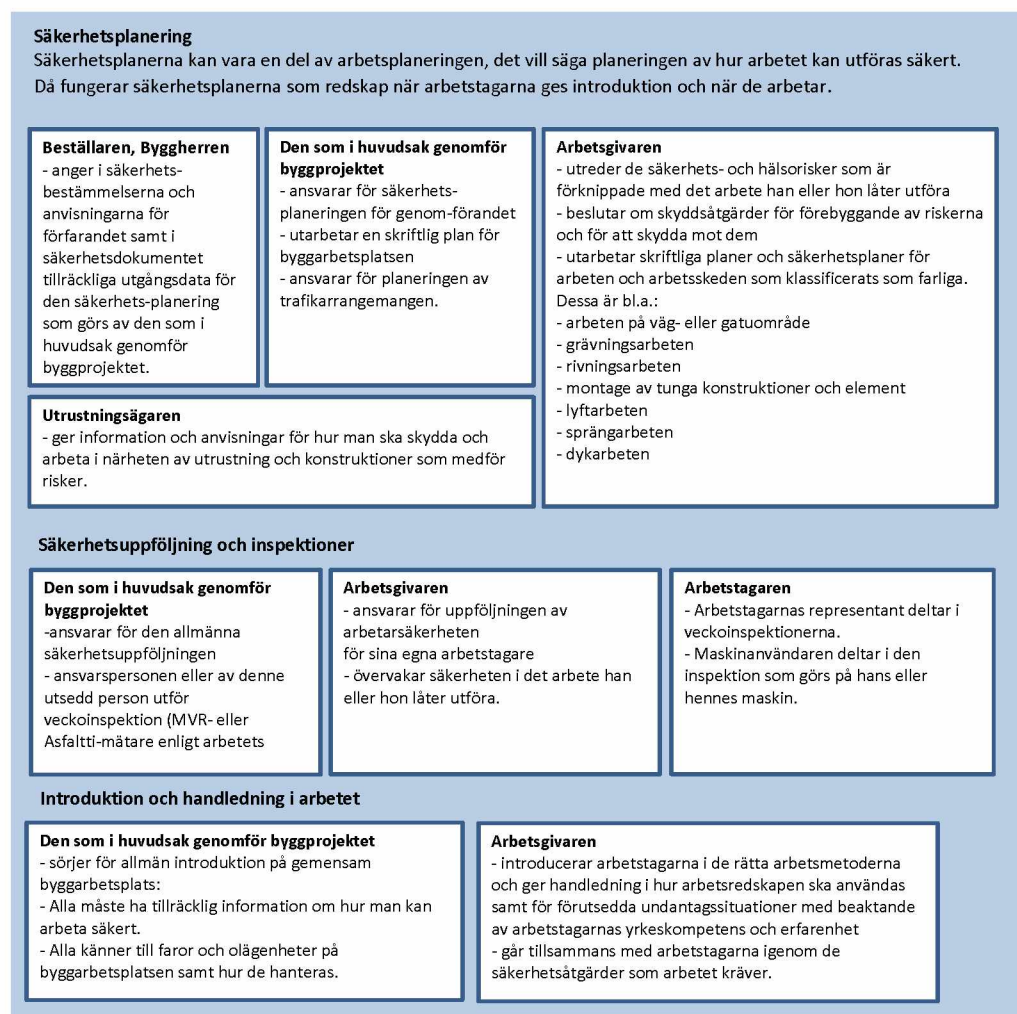 Säkerhetsplanering
Säkerhetsplanerna kan vara en del av arbetsplaneringen, det vill säga planeringen av hur arbetet kan utföras säkert.
Då fungerar säkerhetsplanerna som redskap när arbetstagarna ges introduktion och när de arbetar.
Beställaren, Byggherren
- anger i säkerhets-
bestämmelserna och
anvisningarna för
förfarandet samt i
säkerhetsdokumentet
tillräckliga utgångsdata för
den säkerhets-planering
som görs av den som i
huvudsak genomför
byggprojektet.
Den som i huvudsak genomför
byggprojektet
- ansvarar för säkerhets-
planeringen för genom-förandet
- utarbetar en skriftlig plan för
byggarbetsplatsen
- ansvarar för planeringen av
trafikarrangemangen.
Arbetsgivaren
- utreder de säkerhets- och hälsorisker som är
förknippade med det arbete han eller hon låter utföra
- beslutar om skyddsåtgärder för förebyggande av riskerna
och för att skydda mot dem
- utarbetar skriftliga planer och säkerhetsplaner för
arbeten och arbetsskeden som klassificerats som farliga.
Dessa är bl.a.:
- arbeten på väg- eller gatuområde
- grävningsarbeten
- rivningsarbeten
- montage av tunga konstruktioner och element
- lyftarbeten
- sprängarbeten
- dykarbeten
Utrustningsägaren
- ger information och anvisningar för hur man ska skydda och
arbeta i närheten av utrustning och konstruktioner som medför
risker.
Säkerhetsuppföljning och inspektioner
Den som i huvudsak genomför
byggprojektet
-ansvarar för den allmänna
säkerhetsuppföljningen
- ansvarspersonen eller av denne
utsedd person utför
veckoinspektion (MVR- eller
Asfaltti-mätare enligt arbetets
Arbetsgivaren
- ansvarar för uppföljningen av
arbetarsäkerheten
för sina egna arbetstagare
- övervakar säkerheten i det arbete han
eller hon låter utföra.
Arbetstagaren
- Arbetstagarnas representant deltar i
veckoinspektionerna.
- Maskinanvändaren deltar i den
inspektion som görs på hans eller
hennes maskin.
Introduktion och handledning i arbetet
Den som i huvudsak genomför byggprojektet
- sörjer för allmän introduktion på gemensam
byggarbetsplats:
- Alla måste ha tillräcklig information om hur man kan
arbeta säkert.
- Alla känner till faror och olägenheter på
byggarbetsplatsen samt hur de hanteras.
Arbetsgivaren
- introducerar arbetstagarna i de rätta arbetsmetoderna
och ger handledning i hur arbetsredskapen ska användas
samt för förutsedda undantagssituationer med beaktande
av arbetstagarnas yrkeskompetens och erfarenhet
- går tillsammans med arbetstagarna igenom de
säkerhetsåtgärder som arbetet kräver.